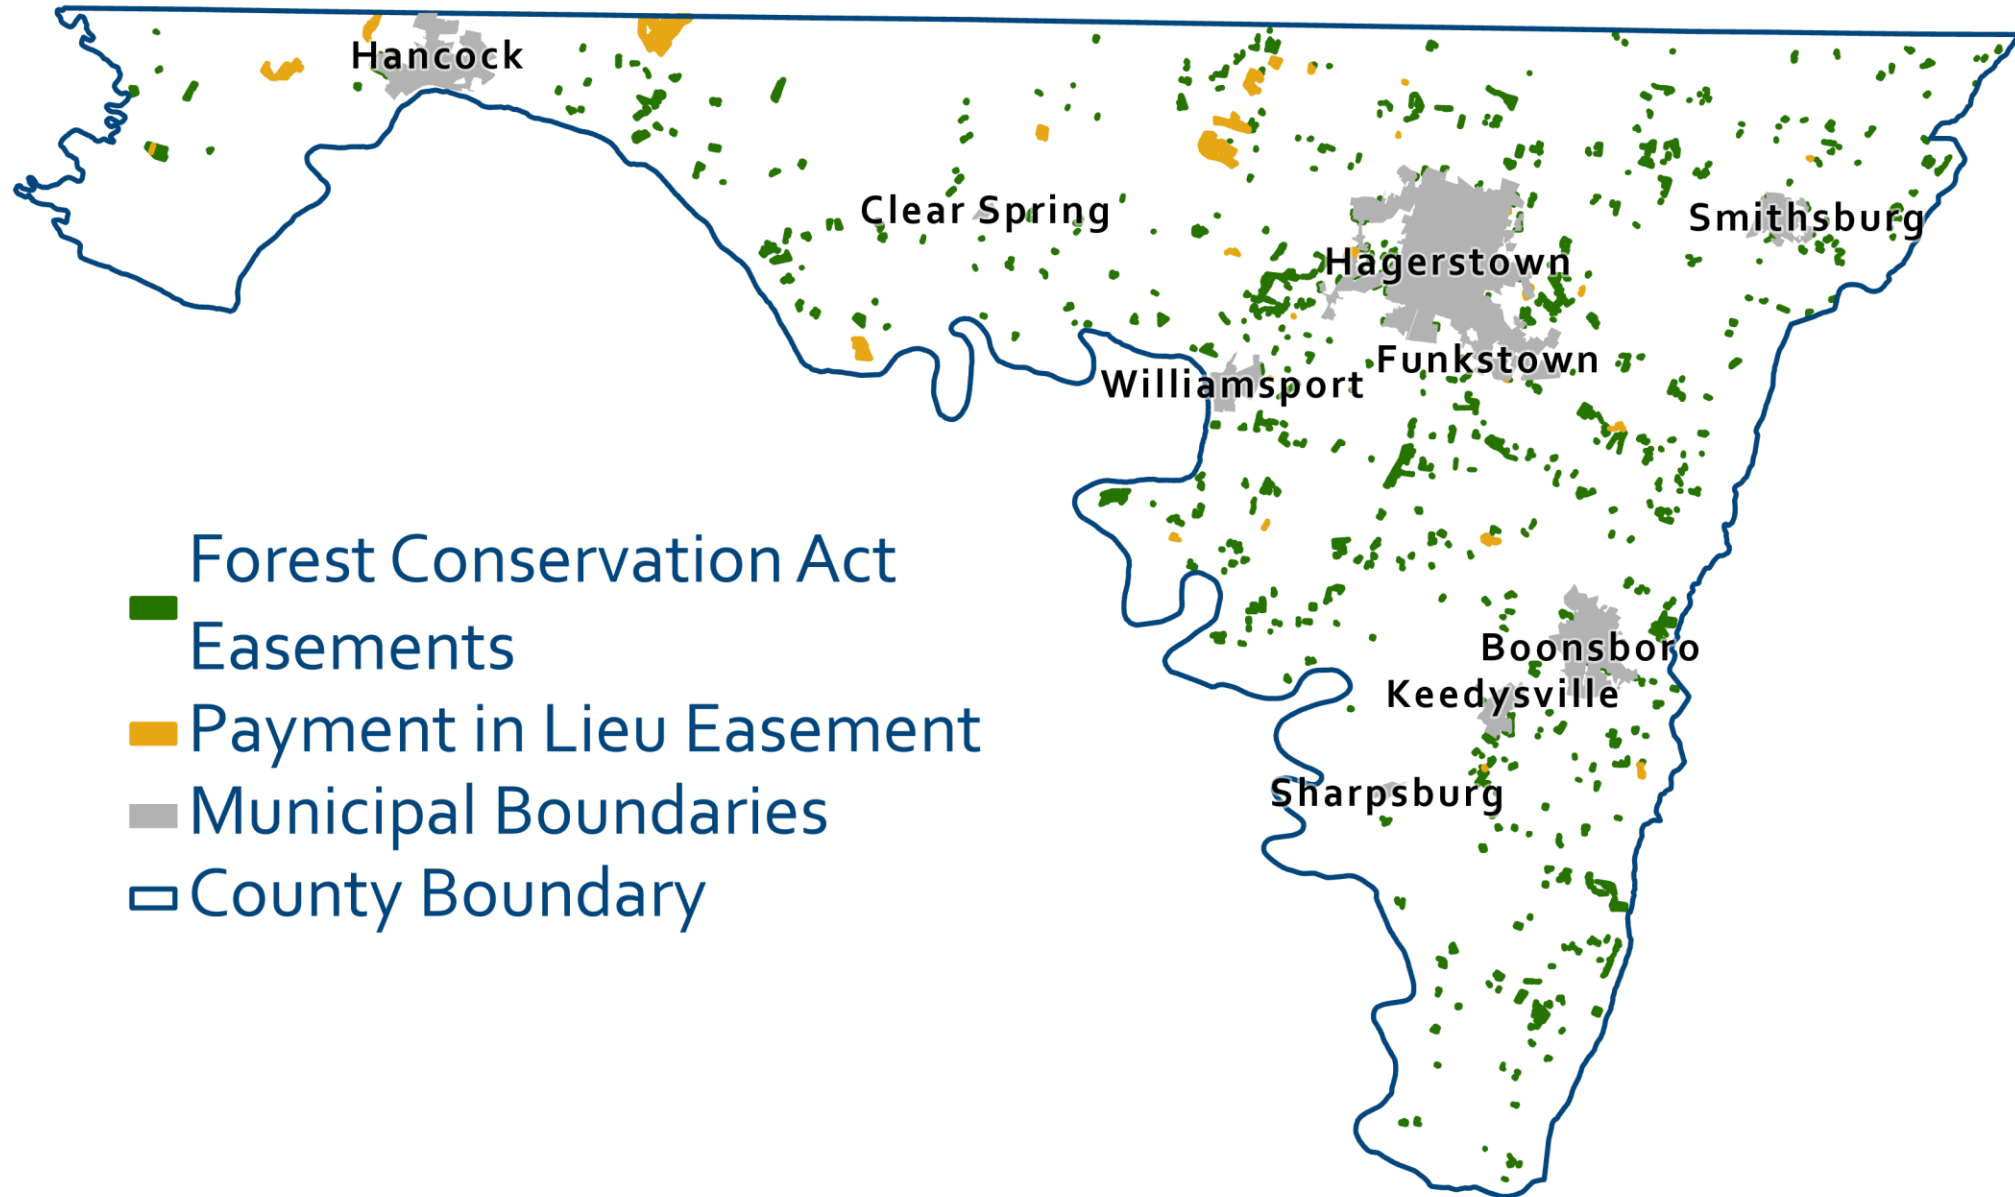 Hancock
Clear Spring
Smithsburg
Hagerstown
Funkstown
Williamsport
Forest Conservation Act
Easements
Payment in Lieu Easement
Municipal Boundaries
County Boundary
Boonsboro
Keedysville
Sharpsburg